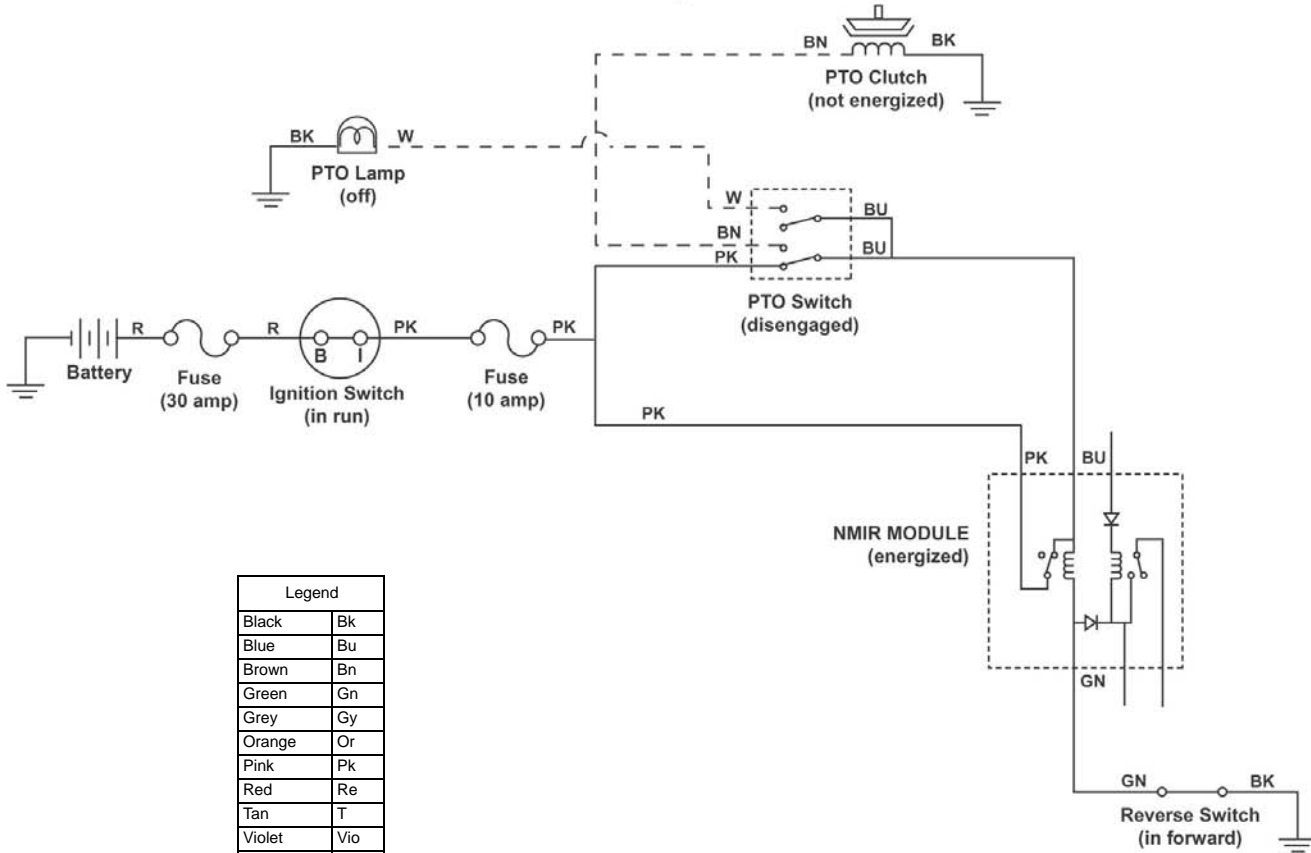 BN
BK
PTO Clutch
(not energized)
BK
W
PTO Lamp
(off)
W
BU
BN
BU
PK
PTO Switch
(disengaged)
R
R
PK
PK
B
I
Battery
Fuse
(30 amp)
Ignition Switch
(in run)
Fuse
(10 amp)
PK
PK
BU
NMIR MODULE
(energized)
GN
GN
BK
Reverse Switch
(in forward)
Legend
Black Bk
Blue Bu
Brown Bn
Green Gn
Grey Gy
Orange Or
Pink Pk
Red Re
Tan T
Violet Vio